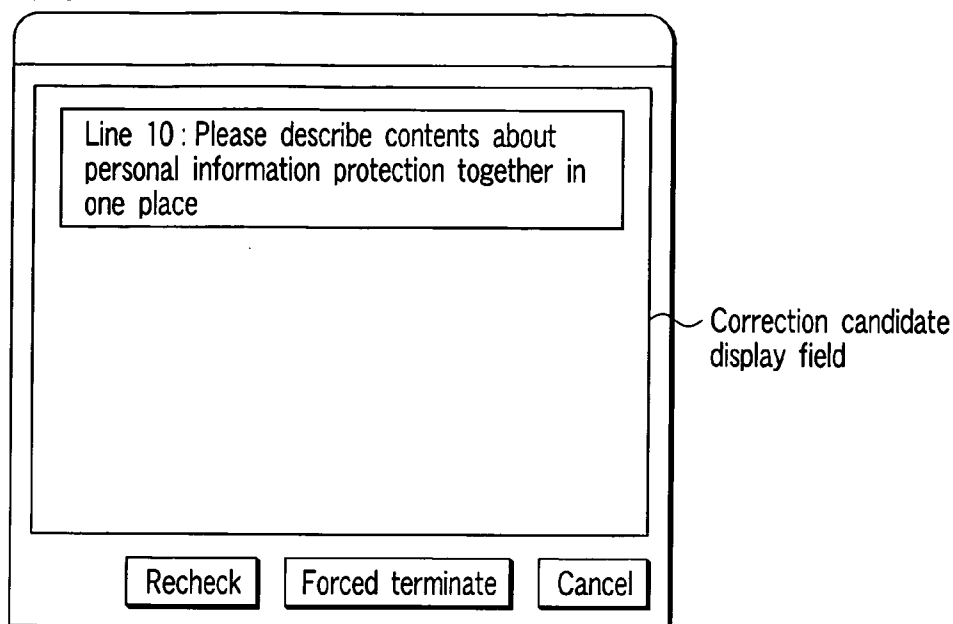 Line 10 : Please describe contents about
personal information protection together in
one place
Correction candidate
display field
Recheck
Forced terminate
Cancel